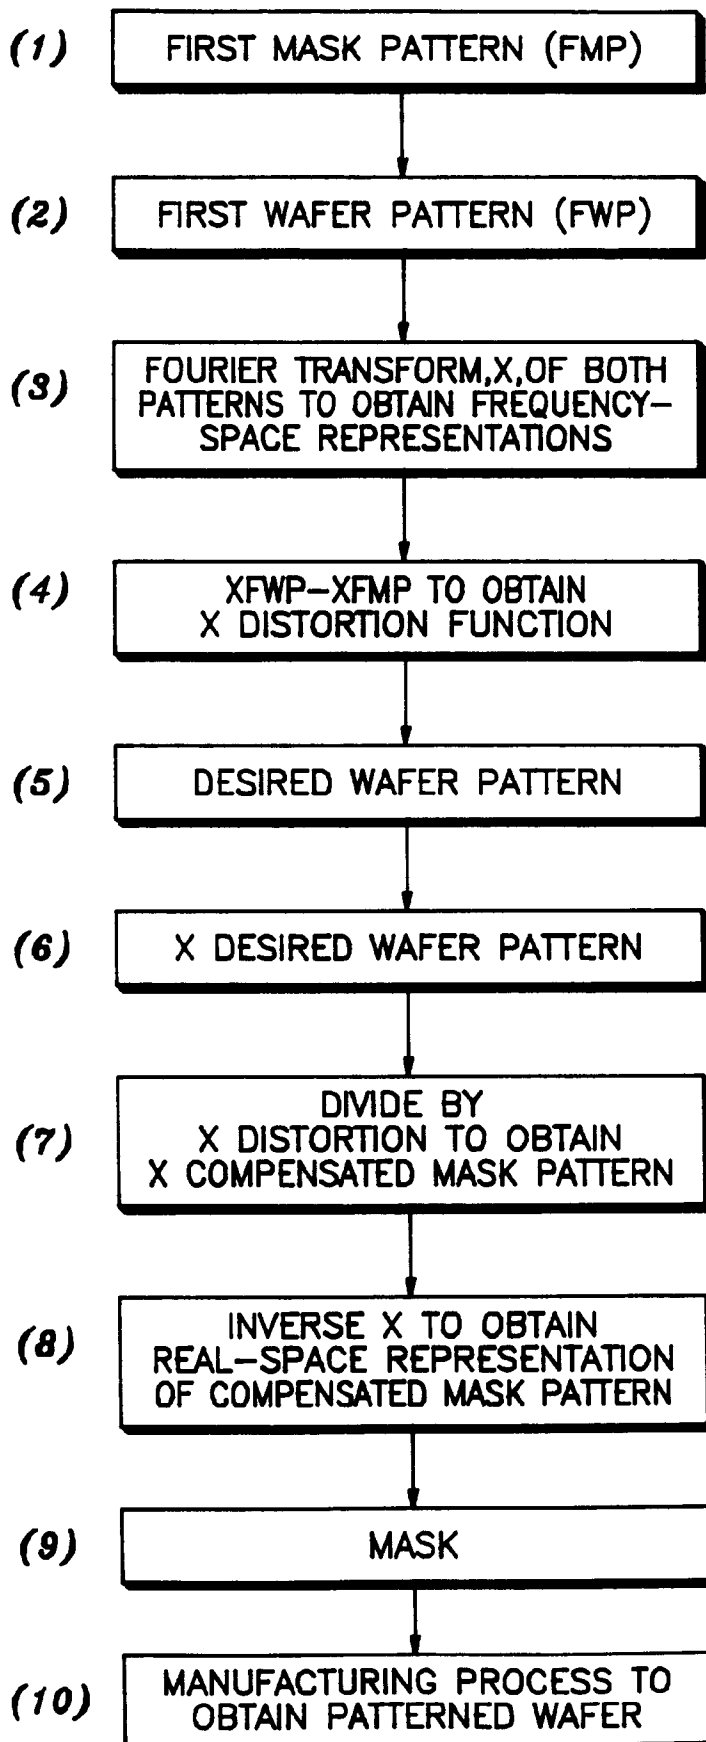 (1) FIRST MASK PATTERN (FMP)
(2) FIRST WAFER PATTERN (FWP)
(3) FOURIER TRANSFORM,X,OF BOTH
PATTERNS TO OBTAIN FREQUENCY-
SPACE REPRESENTATIONS
(4) XFWP-XFMP TO OBTAIN
X DISTORTION FUNCTION
(5) DESIRED WAFER PATTERN
(6) X DESIRED WAFER PATTERN
(7) DIVIDE BY
X DISTORTION TO OBTAIN
X COMPENSATED MASK PATTERN
(8) INVERSE X TO OBTAIN
REAL-SPACE REPRESENTATION
OF COMPENSATED MASK PATTERN
(9) MASK
(10) MANUFACTURING PROCESS TO
OBTAIN PATTERNED WAFER